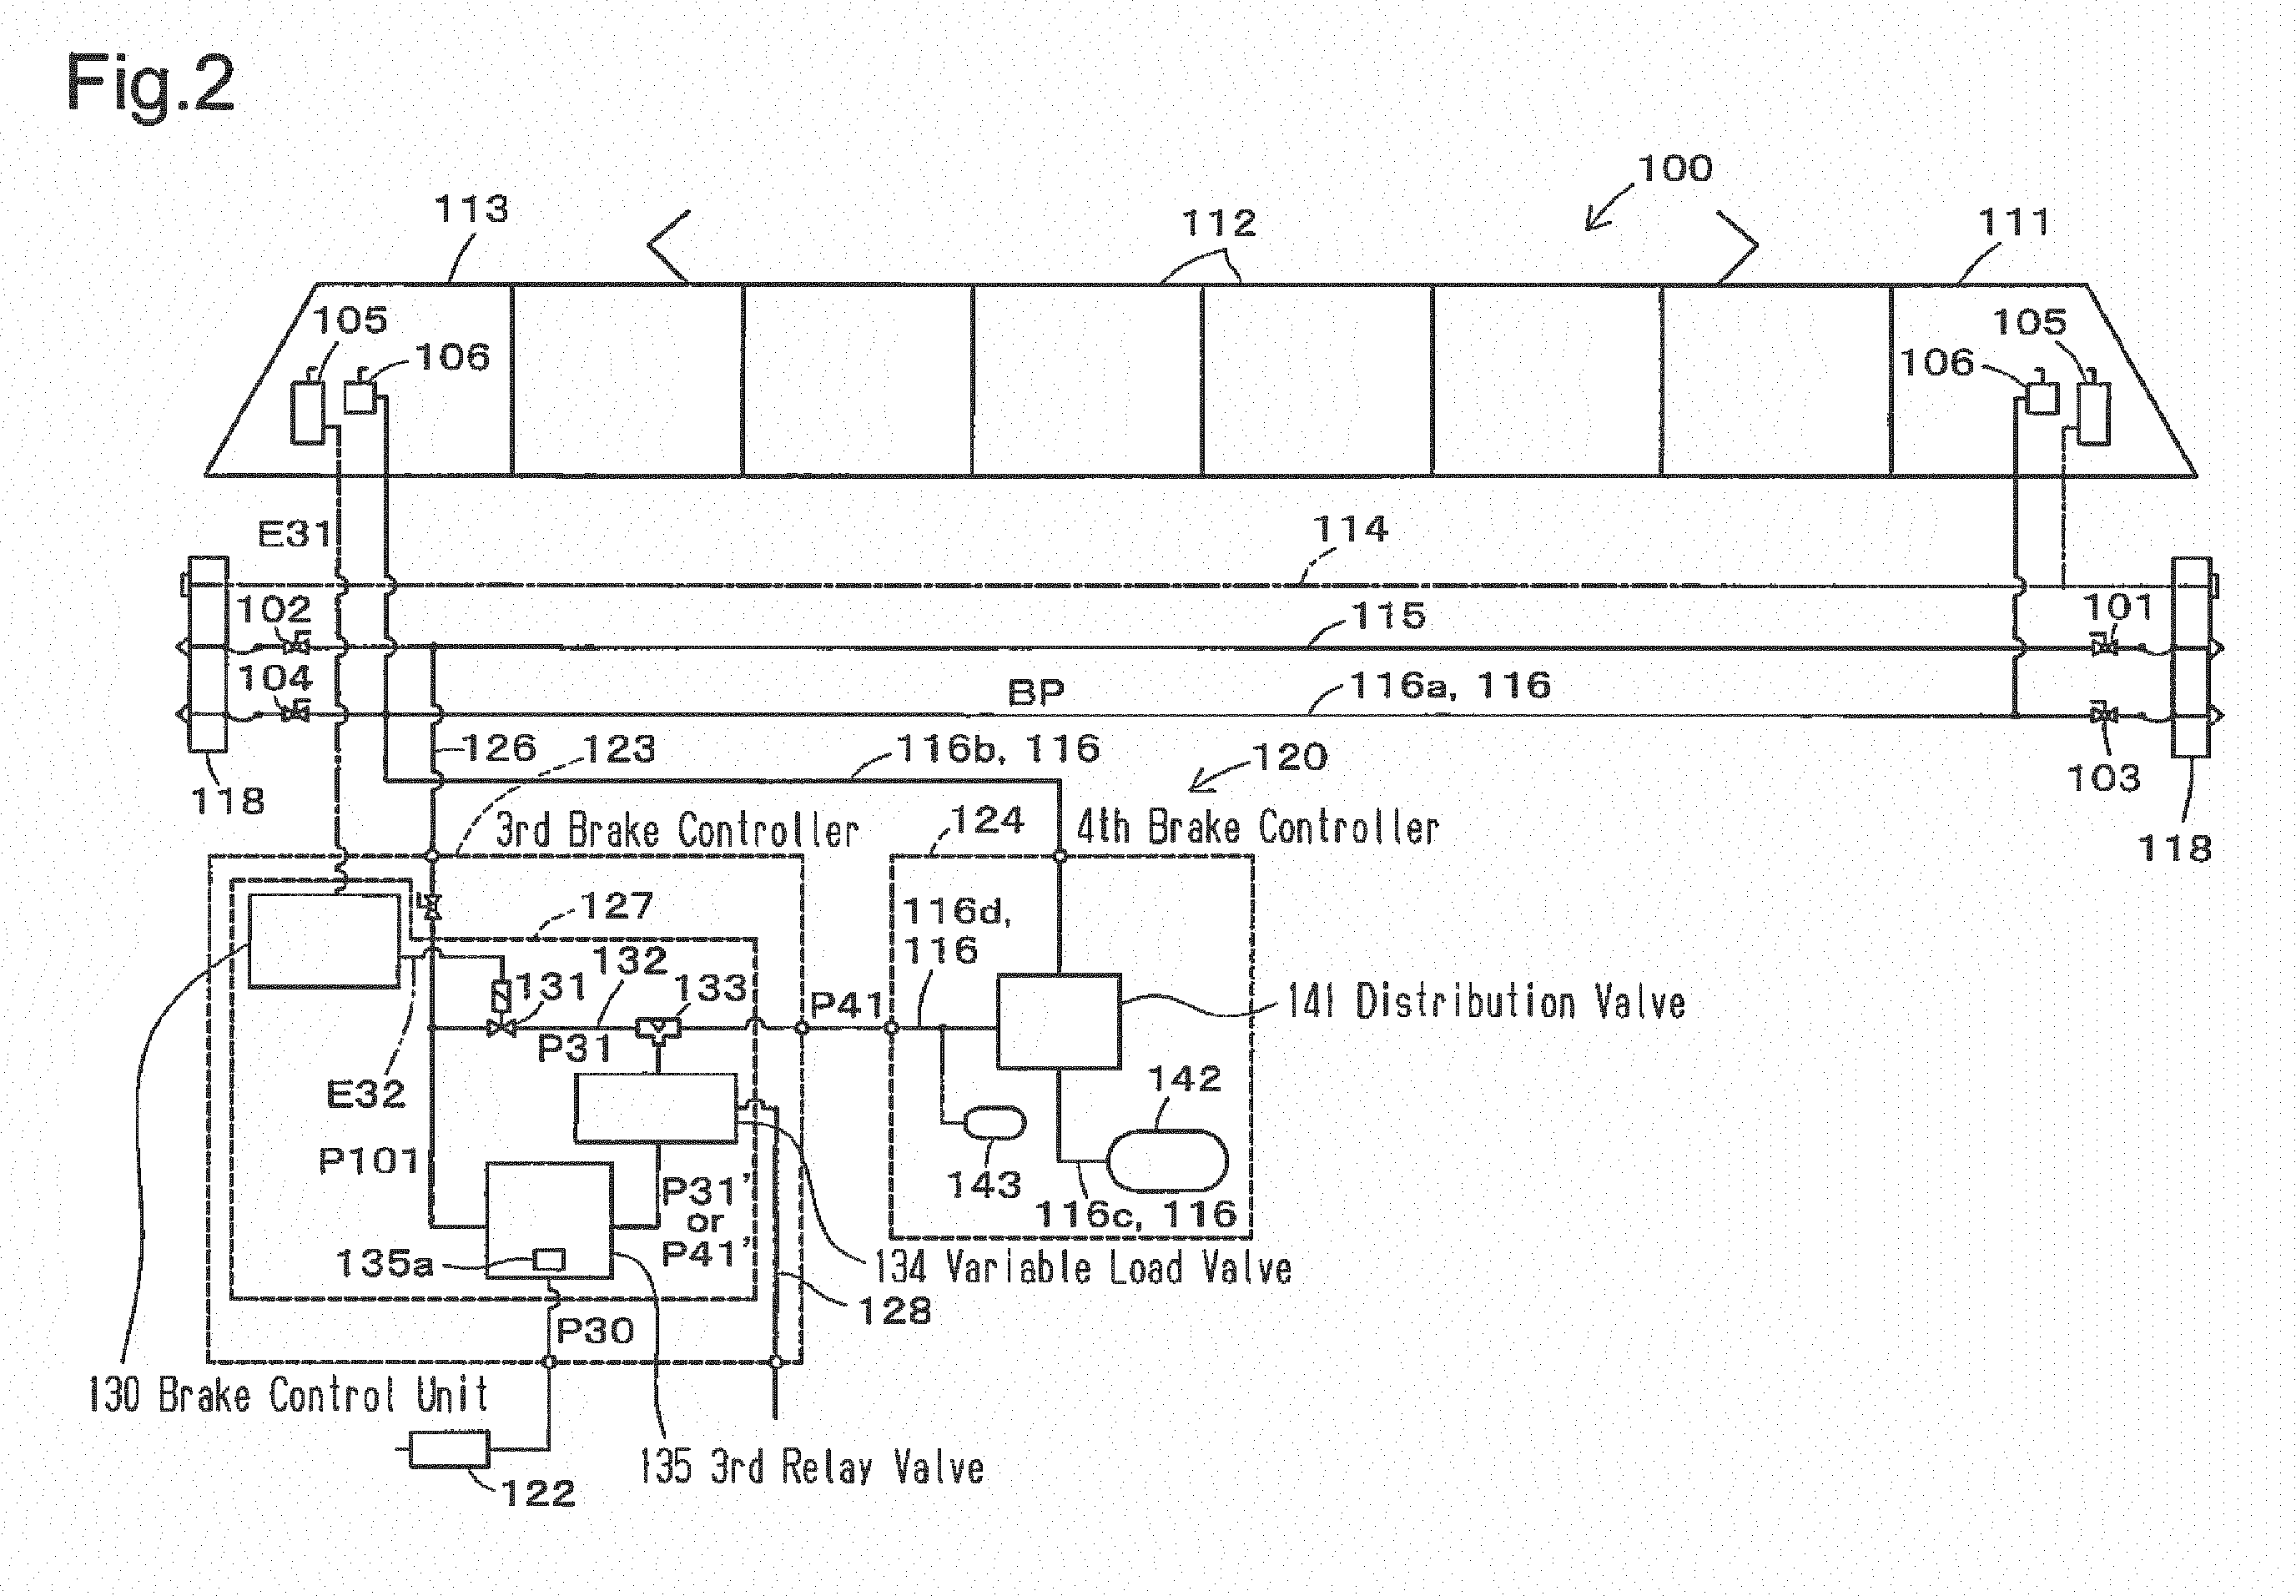 Fig.2
100
113
112
111
105
105
106
106
E31
114
102
115
101
104
BP
116a, 116
126
123
116b, 116
120
103
118
3rd Brake Controller
124
4th Brake Controller
118
127
116d,
116
132
131
133
P41
141 Distribution Valve
P31
E32
142
P101
P31'
or
P41'
143
116c, 116
135a
134 Variable Load Valve
128
P30
130 Brake Control Unit
135 3rd Relay Valve
122